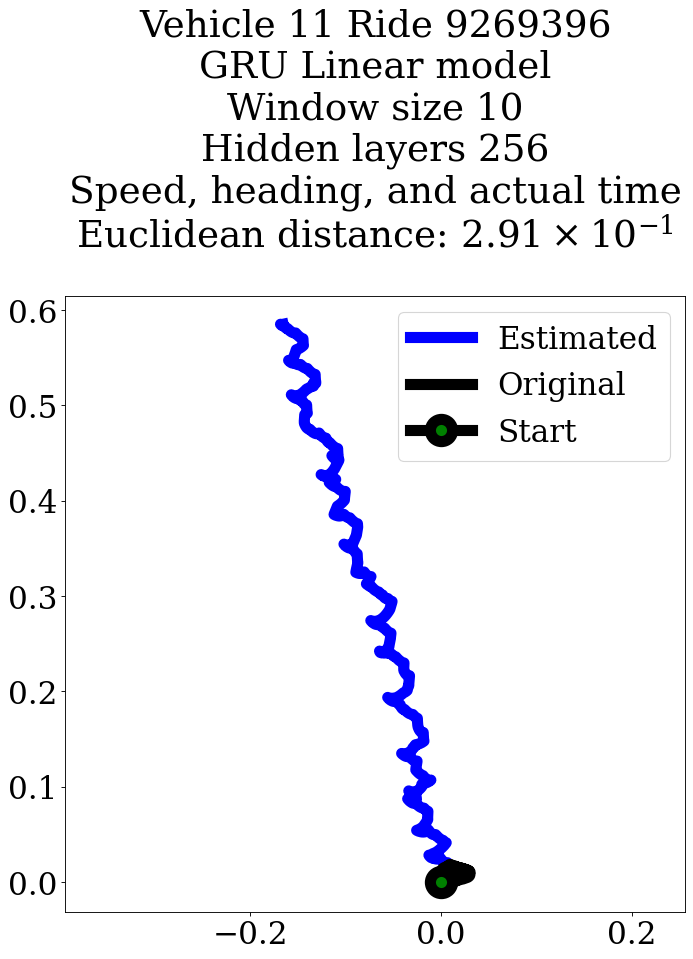 Vehicle 11 Ride 9269396
GRU Linear model
Window size 10
Hidden layers 256
Speed, heading, and actual time
Euclidean distance: 2.91 × 10⁻¹
Estimated
Original
Start
0.6
0.5
0.4
0.3
0.2
0.1
0.0
−0.2
0.0
0.2